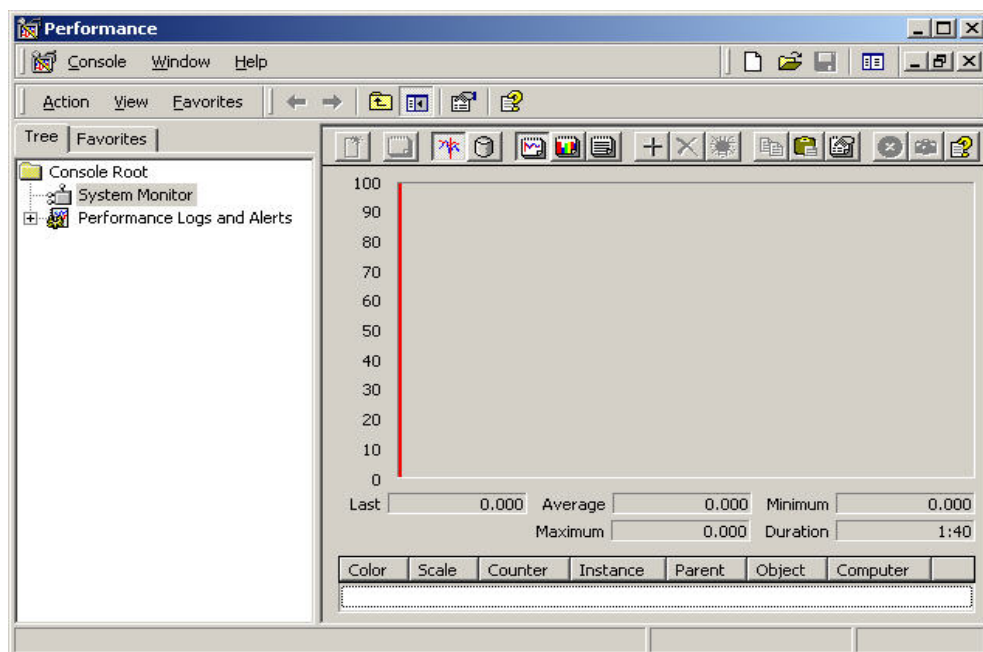 Performance
Console Window Help
Action View Favorites
Tree Favorites
Console Root
System Monitor
Performance Logs and Alerts
100
90
80
70
60
50
40
30
20
10
0
Last 0.000 Average 0.000 Minimum 0.000
Maximum 0.000 Duration 1:40
Color Scale Counter Instance Parent Object Computer